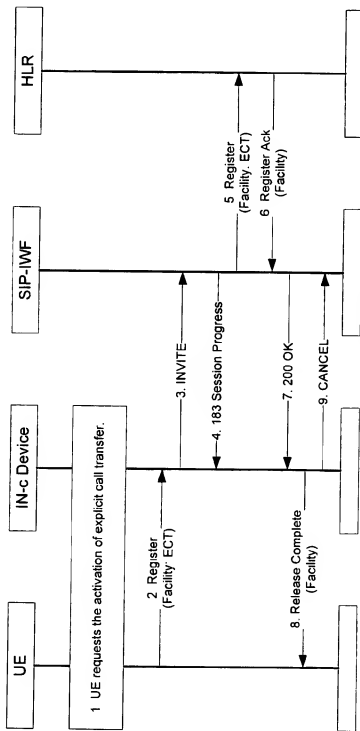 UE
IN-c Device
SIP-IWF
HLR
1 UE requests the activation of explicit call transfer.
2 Register
(Facility: ECT)
3. INVITE
4. 183 Session Progress
5 Register
(Facility. ECT)
6 Register Ack
(Facility)
7. 200 OK
8. Release Complete
(Facility)
9. CANCEL